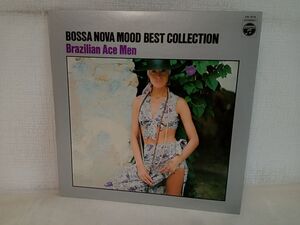 BOSSA NOVA MOOD BEST COLLECTION
Brazilian Ace Men